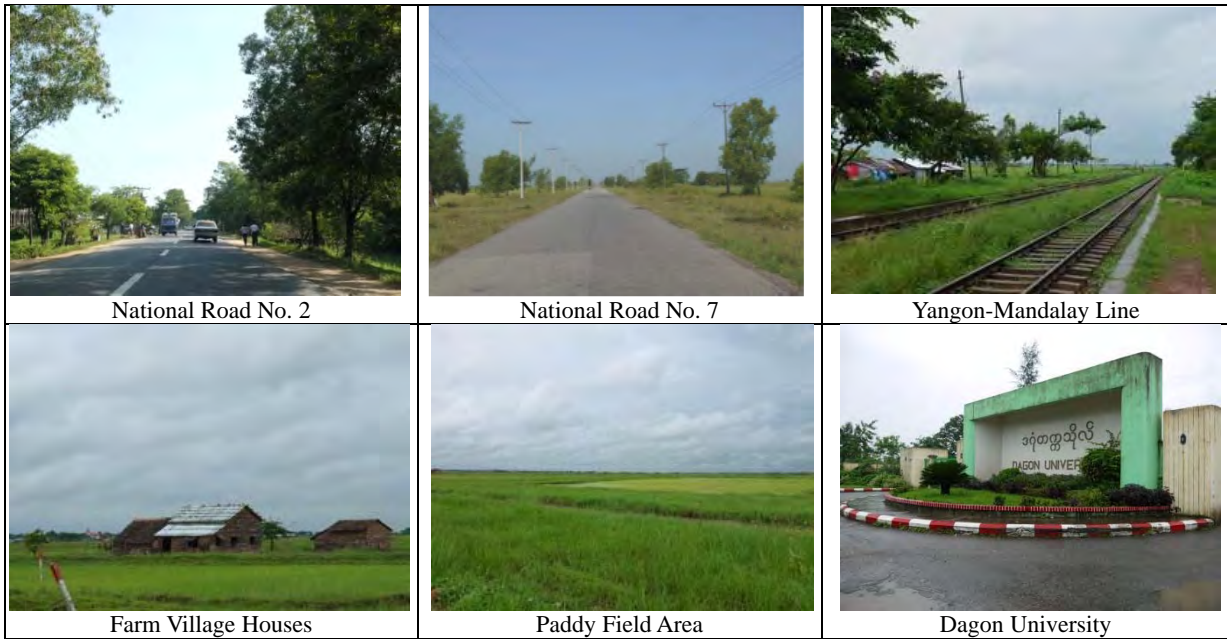 National Road No. 2
National Road No. 7
Yangon-Mandalay Line
ဒဂုံတက္ကသိုလ်
DAGON UNIVER
Farm Village Houses
Paddy Field Area
Dagon University